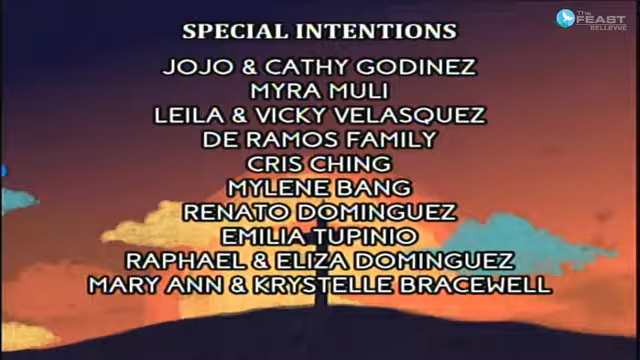 The
FEAST
BELLEVUE
SPECIAL INTENTIONS
JOJO & CATHY GODINEZ
MYRA MULI
LEILA & VICKY VELASQUEZ
DE RAMOS FAMILY
CRIS CHING
MYLENE BANG
RENATO DOMINGUEZ
EMILIA TUPINIO
RAPHAEL & ELIZA DOMINGUEZ
MARY ANN & KRYSTELLE BRACEWELL